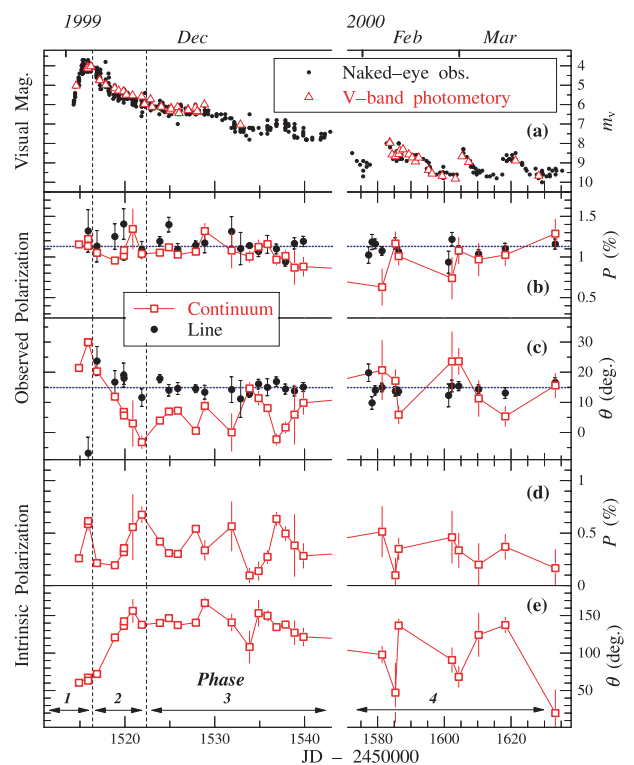 1999 2000
Dec Feb Mar
Visual Mag.
Naked–eye obs.
V–band photometory
(a)
4
5
6
7
8
9
10
m_v
Observed Polarization
(b)
1.5
1
0.5
P (%)
Continuum
Line
(c)
30
20
10
0
θ (deg.)
Intrinsic Polarization
(d)
1
0.5
0
P (%)
(e)
150
100
50
θ (deg.)
Phase
1 2 3 4
1520 1530 1540 1580 1600 1620
JD – 2450000